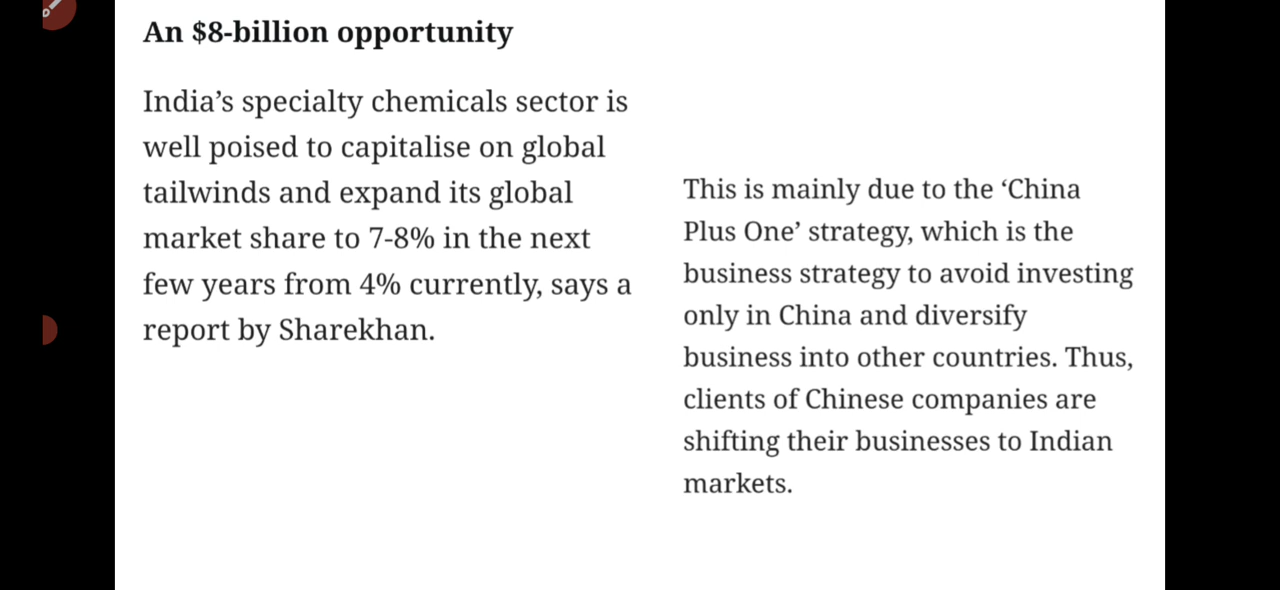 An $8-billion opportunity
India’s specialty chemicals sector is
well poised to capitalise on global
tailwinds and expand its global
market share to 7-8% in the next
few years from 4% currently, says a
report by Sharekhan.
This is mainly due to the ‘China
Plus One’ strategy, which is the
business strategy to avoid investing
only in China and diversify
business into other countries. Thus,
clients of Chinese companies are
shifting their businesses to Indian
markets.